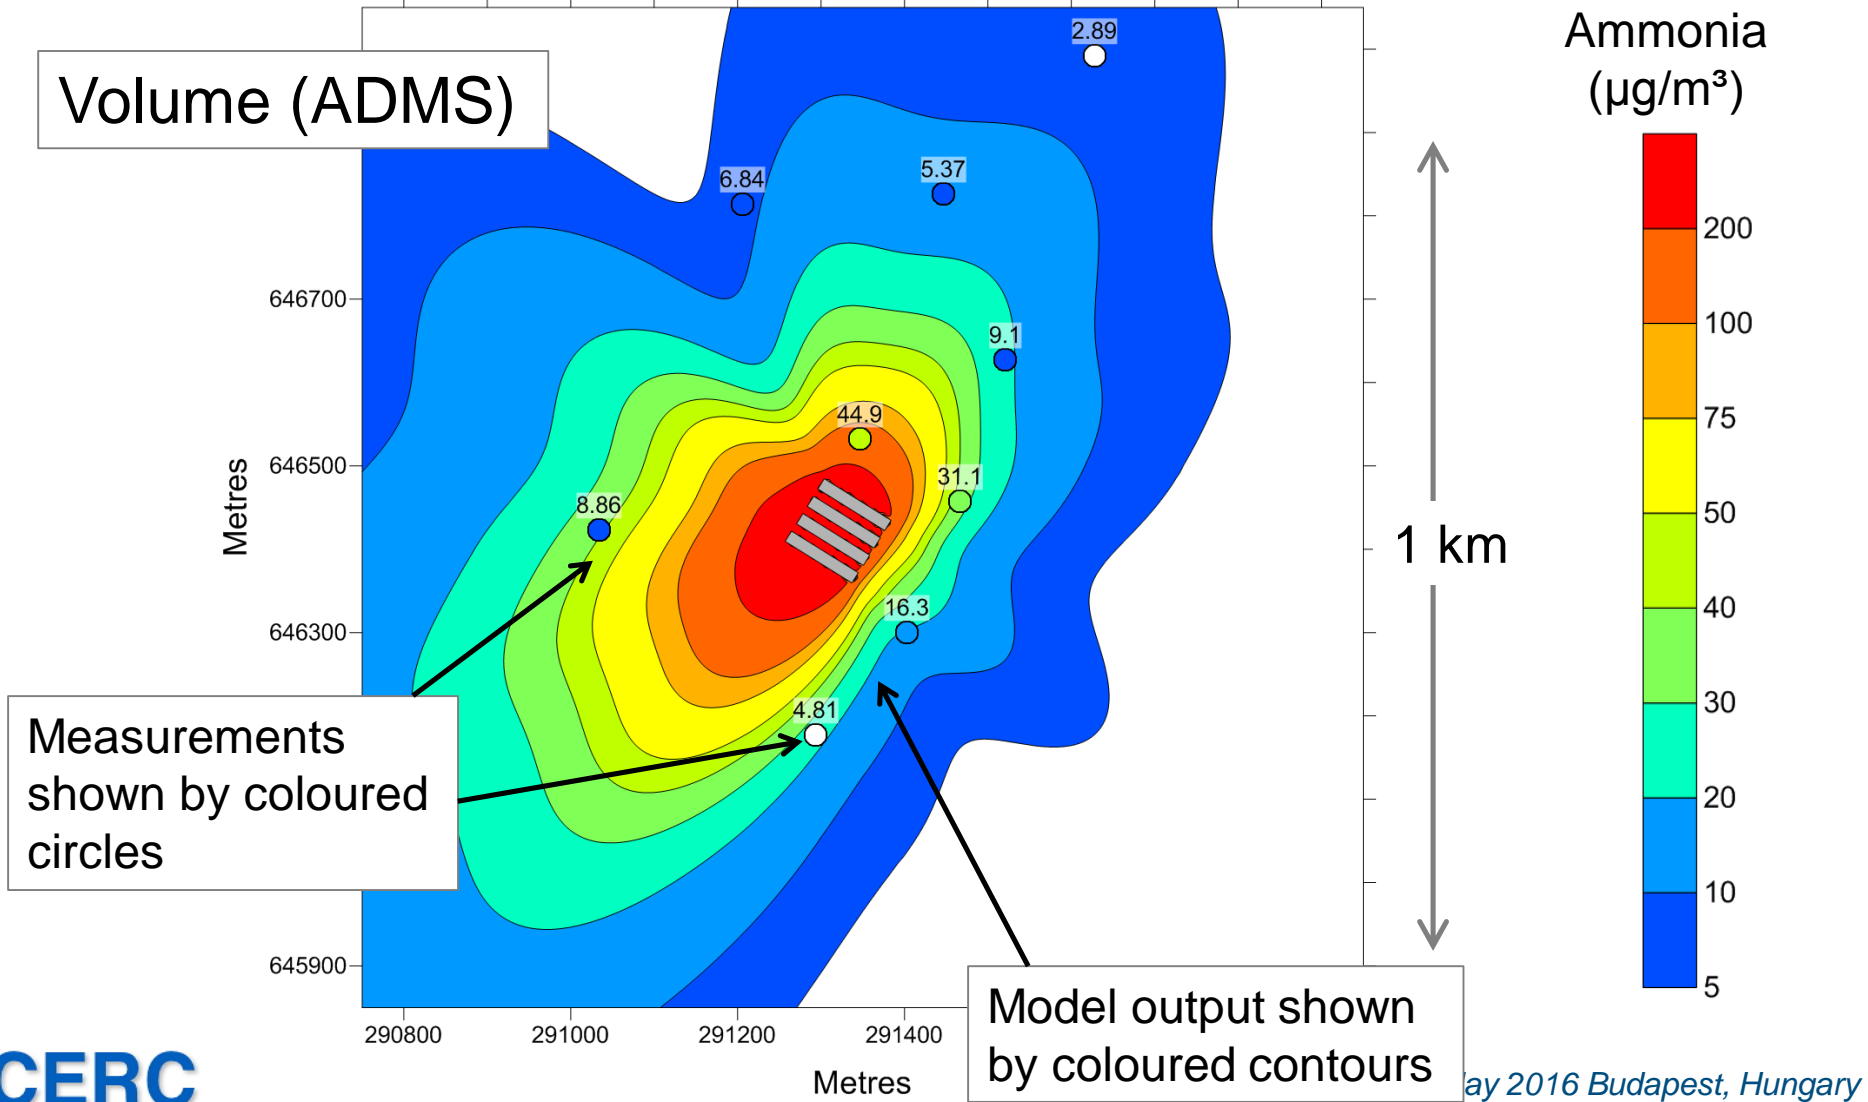 Volume (ADMS)
Ammonia
(µg/m³)
2.89
6.84
5.37
9.1
44.9
31.1
8.86
16.3
4.81
646700
646500
646300
645900
Metres
290800
291000
291200
291400
Metres
200
100
75
50
40
30
20
10
5
1 km
Measurements
shown by coloured
circles
Model output shown
by coloured contours
CERC
2016 Budapest, Hungary